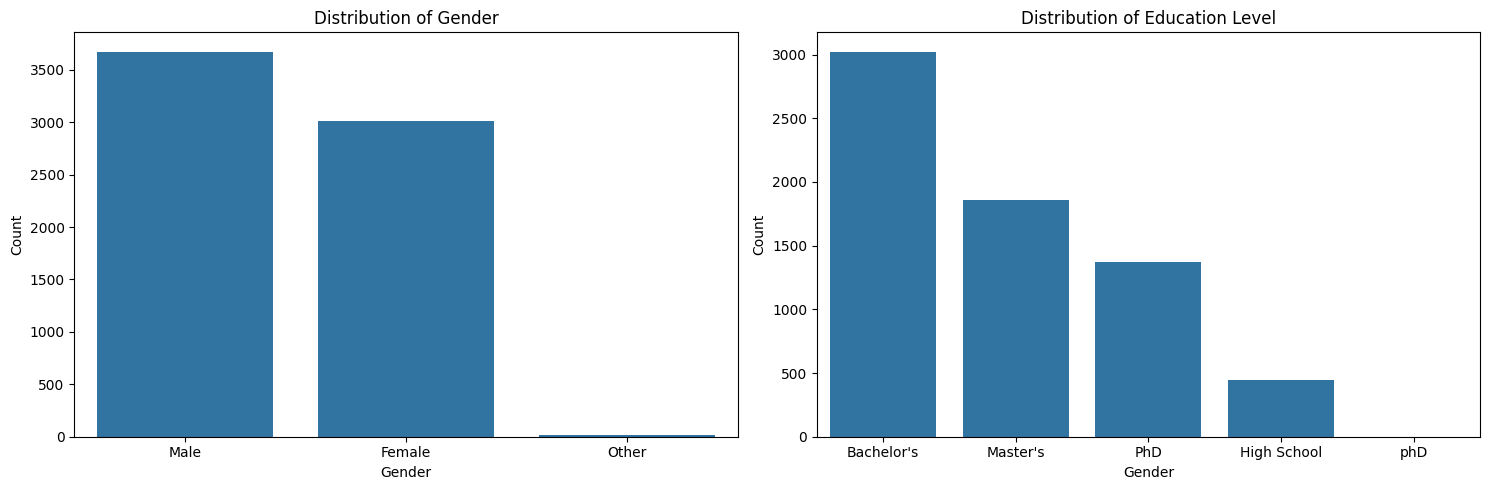 Distribution of Gender
3500
3000
2500
2000
1500
1000
500
0
Count
Male Female Other
Gender
Distribution of Education Level
3000
2500
2000
1500
1000
500
0
Count
Bachelor's Master's PhD High School phD
Gender